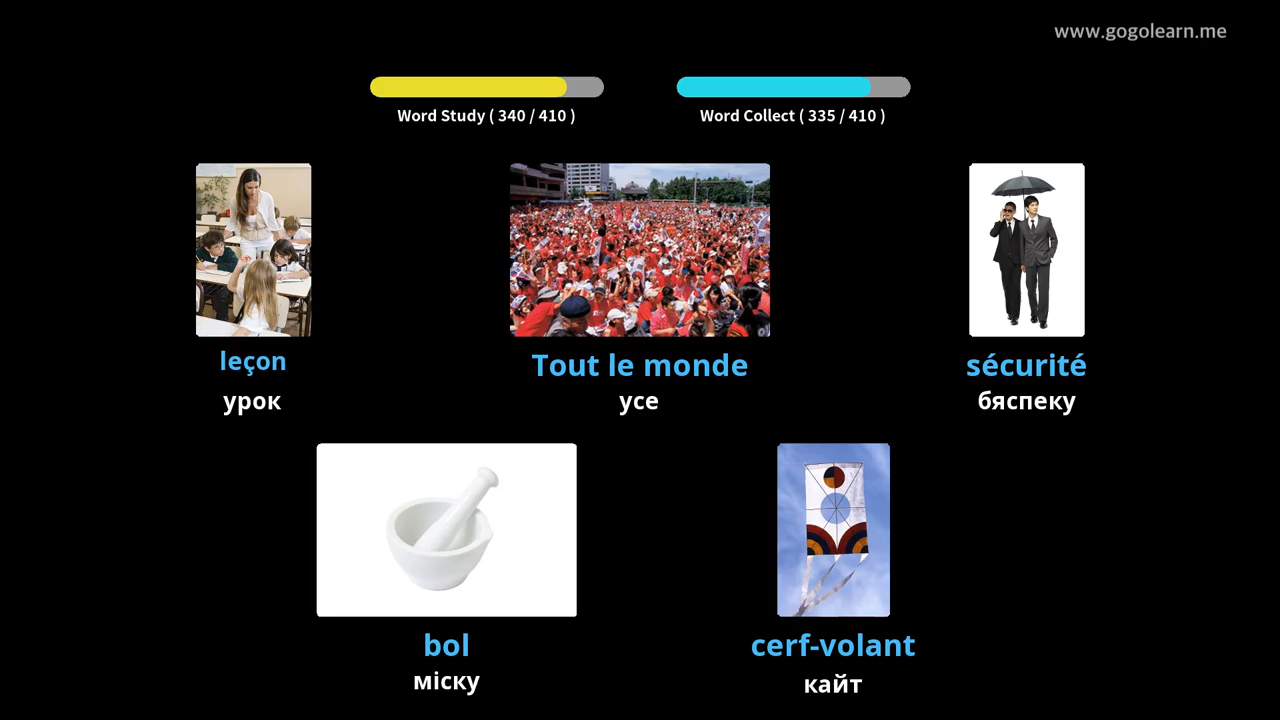 www.gogolearn.me
Word Study ( 340 / 410 )
Word Collect ( 335 / 410 )
leçon
Tout le monde
sécurité
урок
усе
бяспеку
bol
cerf-volant
міску
кайт